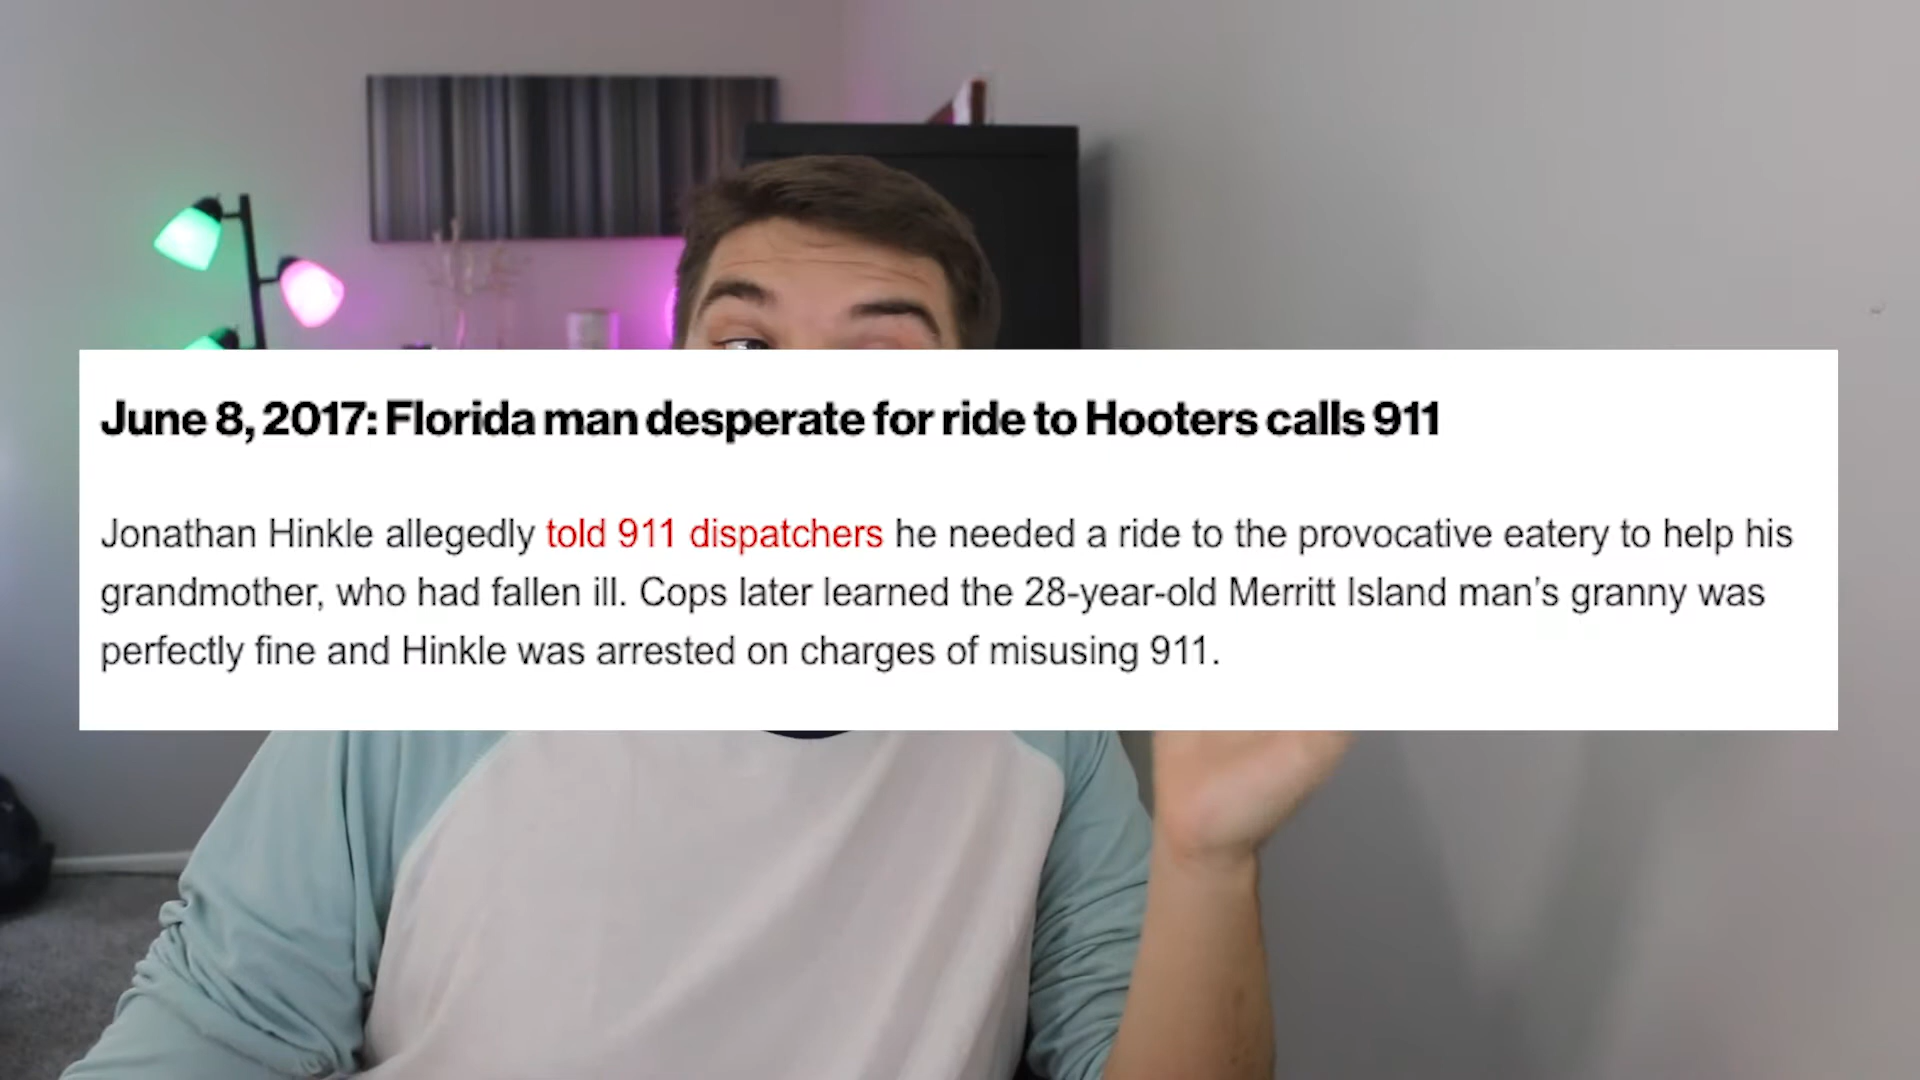 June 8, 2017: Florida man desperate for ride to Hooters calls 911
Jonathan Hinkle allegedly told 911 dispatchers he needed a ride to the provocative eatery to help his
grandmother, who had fallen ill. Cops later learned the 28-year-old Merritt Island man’s granny was
perfectly fine and Hinkle was arrested on charges of misusing 911.